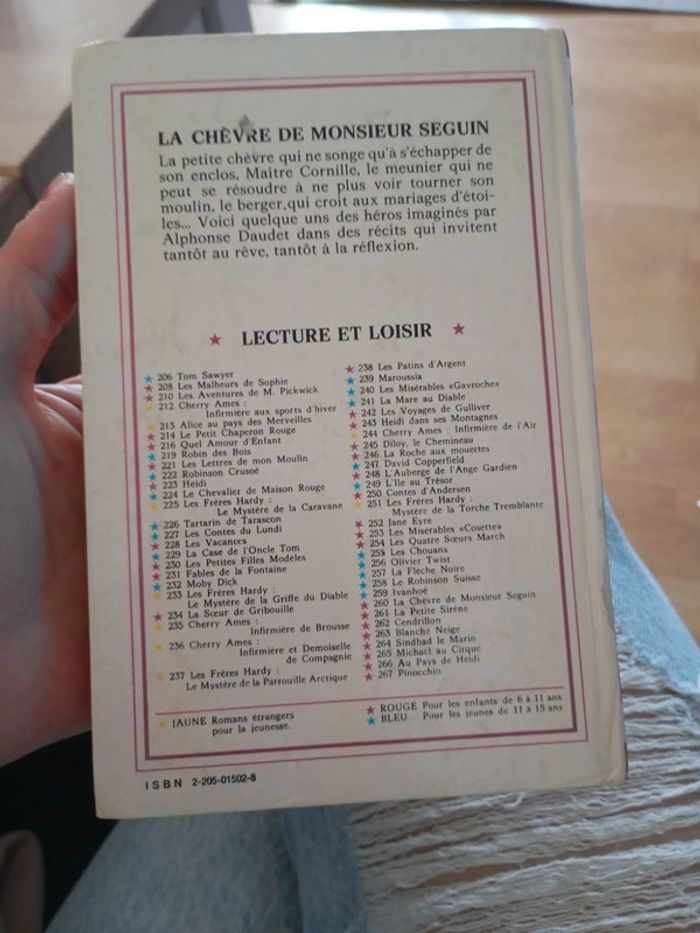 LA CHÈVRE DE MONSIEUR SEGUIN
La petite chèvre qui ne songe qu'à s'échapper de
son enclos, Maître Cornille, le meunier qui ne
peut se résoudre à ne plus voir tourner son
moulin, le berger,qui croit aux mariages d'étoi-
les... Voici quelque uns des héros imaginés par
Alphonse Daudet dans des récits qui invitent
tantôt au rêve, tantôt à la réflexion.
★ LECTURE ET LOISIR ★
★ 206 Tom Sawyer
★ 208 Les Malheurs de Sophie
★ 210 Les Aventures de M. Pickwick
★ 212 Cherry Ames :
Infirmière aux sports d'hiver
★ 213 Alice au pays des Merveilles
★ 214 Le Petit Chaperon Rouge
★ 216 Quel Amour d'Enfant
★ 219 Robin des Bois
★ 221 Les Lettres de mon Moulin
★ 222 Robinson Crusoé
★ 223 Heidi
★ 224 Le Chevalier de Maison Rouge
★ 225 Les Frères Hardy :
Le Mystère de la Caravane
★ 226 Tartarin de Tarascon
★ 227 Les Contes du Lundi
★ 228 Les Vacances
★ 229 La Case de l'Oncle Tom
★ 230 Les Petites Filles Modèles
★ 231 Fables de la Fontaine
★ 232 Moby Dick
★ 233 Les Frères Hardy :
Le Mystère de la Griffe du Diable
★ 234 La Sœur de Gribouille
★ 235 Cherry Ames :
Infirmière de Brousse
★ 236 Cherry Ames :
Infirmière et Demoiselle
de Compagnie
★ 237 Les Frères Hardy :
Le Mystère de la Patrouille Arctique
★ 238 Les Patins d'Argent
★ 239 Maroussia
★ 240 Les Misérables «Gavroche»
★ 241 La Mare au Diable
★ 242 Les Voyages de Gulliver
★ 243 Heidi dans ses Montagnes
★ 244 Cherry Ames : Infirmière de l'Air
★ 245 Diloy, le Chemineau
★ 246 La Roche aux mouettes
★ 247 David Copperfield
★ 248 L'Auberge de l'Ange Gardien
★ 249 L'Ile au Trésor
★ 250 Contes d'Andersen
★ 251 Les Frères Hardy :
Mystère de la Torche Tremblante
★ 252 Jane Eyre
★ 253 Les Misérables «Cosette»
★ 254 Les Quatre Sœurs March
★ 255 Les Chouans
★ 256 Olivier Twist
★ 257 La Flèche Noire
★ 258 Le Robinson Suisse
★ 259 Ivanhoé
★ 260 La Chèvre de Monsieur Seguin
★ 261 La Petite Sirène
★ 262 Cendrillon
★ 263 Blanche Neige
★ 264 Sindbad le Marin
★ 265 Michaël au Cirque
★ 266 Au Pays de Heidi
★ 267 Pinocchio
★ JAUNE Romans étrangers
pour la jeunesse.
★ ROUGE Pour les enfants de 6 à 11 ans
★ BLEU Pour les jeunes de 11 à 15 ans
ISBN 2-205-01502-8